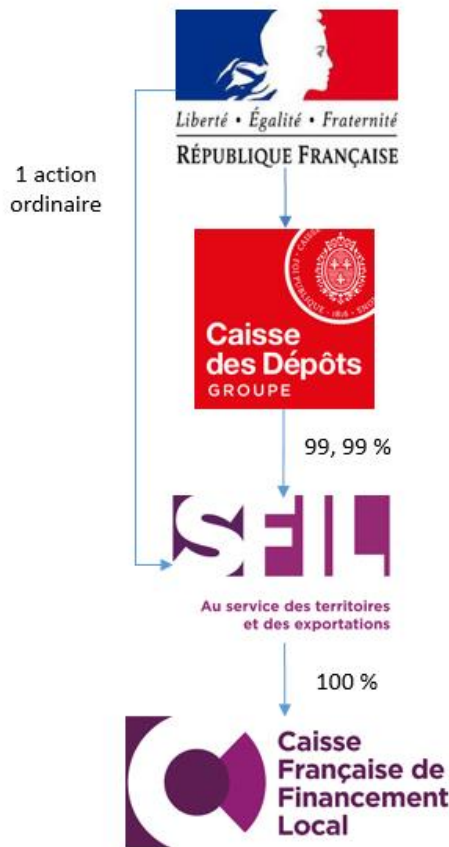 Liberté • Égalité • Fraternité
RÉPUBLIQUE FRANÇAISE
1 action
ordinaire
Caisse
des Dépôts
GROUPE
99, 99 %
SFIL
Au service des territoires
et des exportations
100 %
Caisse
Française de
Financement
Local